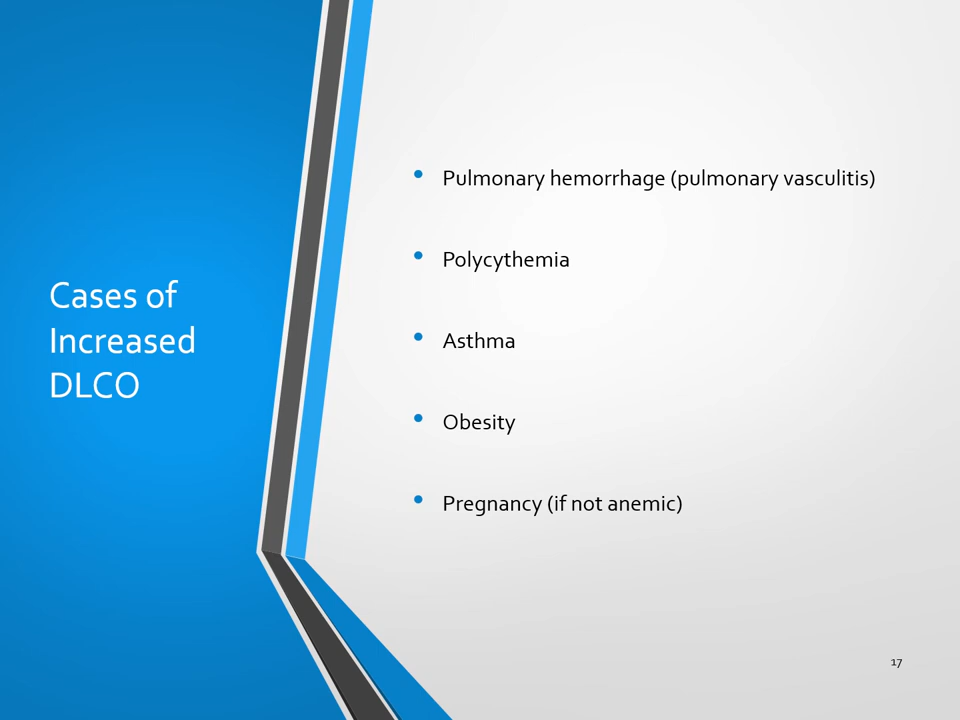 Cases of
Increased
DLCO
• Pulmonary hemorrhage (pulmonary vasculitis)
• Polycythemia
• Asthma
• Obesity
• Pregnancy (if not anemic)
17